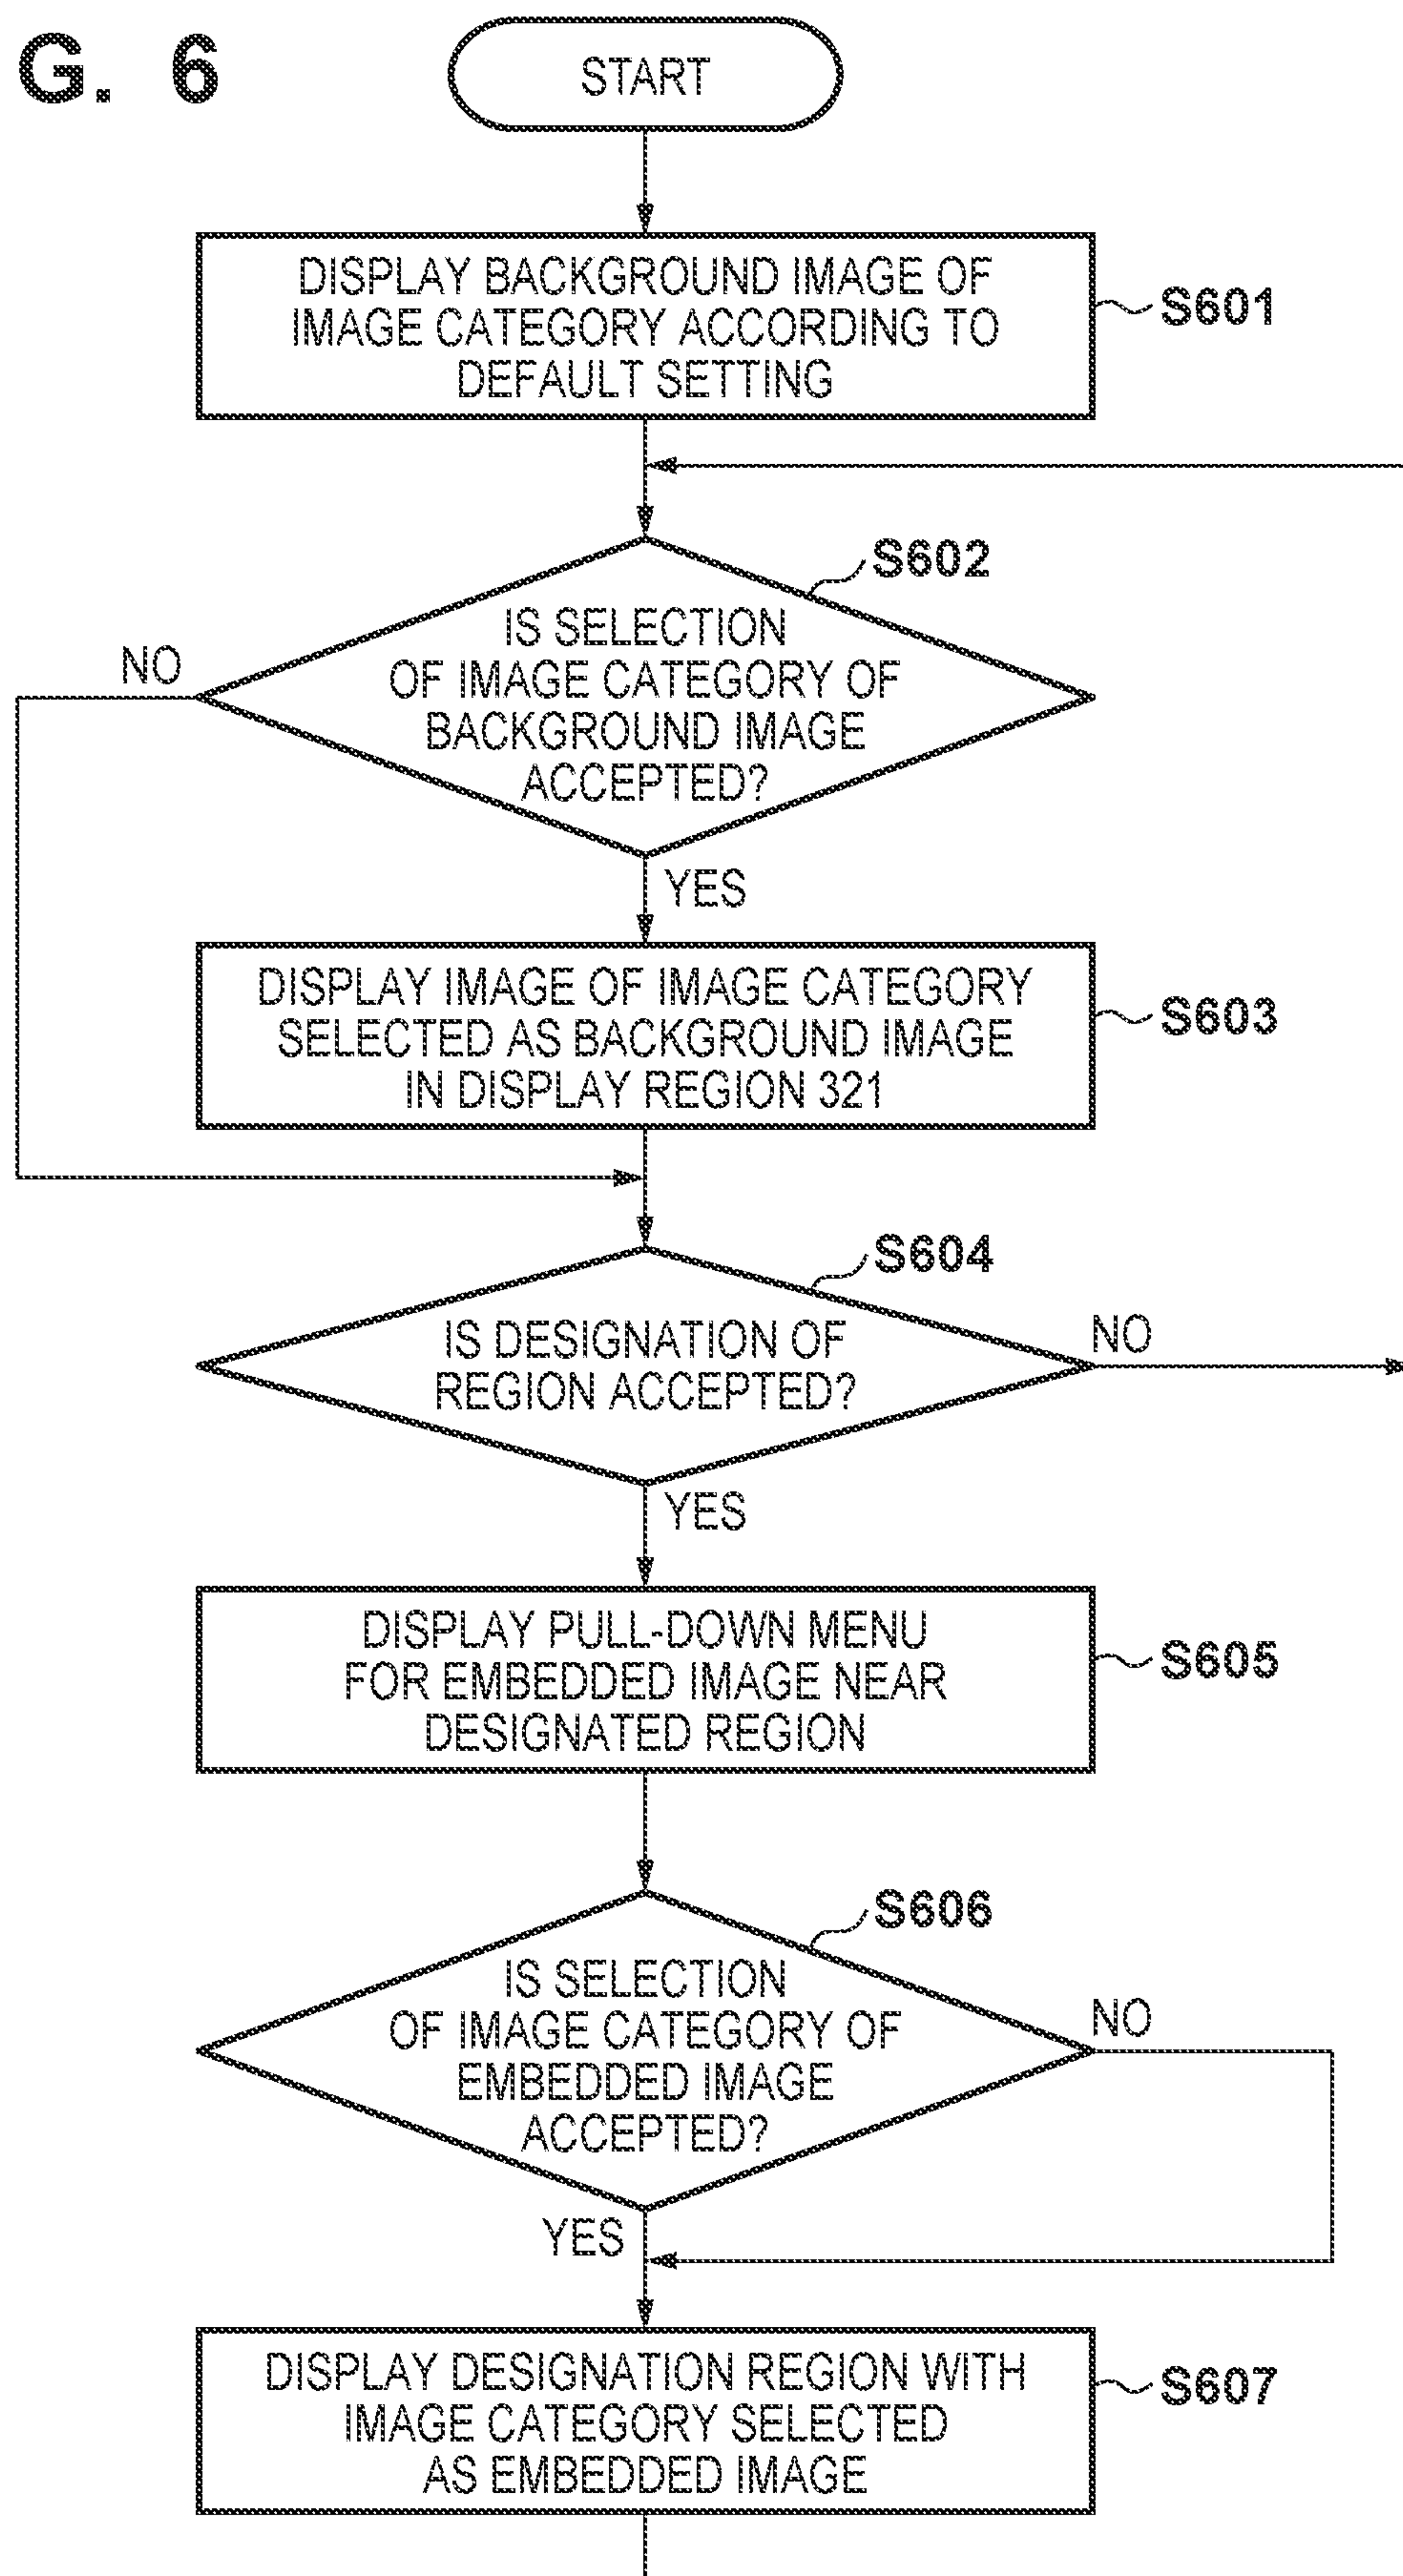 G. 6
START
DISPLAY BACKGROUND IMAGE OF
IMAGE CATEGORY ACCORDING TO
DEFAULT SETTING
S601
S602
IS SELECTION
OF IMAGE CATEGORY OF
BACKGROUND IMAGE
ACCEPTED?
NO
YES
DISPLAY IMAGE OF IMAGE CATEGORY
SELECTED AS BACKGROUND IMAGE
IN DISPLAY REGION 321
S603
S604
IS DESIGNATION OF
REGION ACCEPTED?
NO
YES
DISPLAY PULL-DOWN MENU
FOR EMBEDDED IMAGE NEAR
DESIGNATED REGION
S605
S606
IS SELECTION
OF IMAGE CATEGORY OF
EMBEDDED IMAGE
ACCEPTED?
NO
YES
DISPLAY DESIGNATION REGION WITH
IMAGE CATEGORY SELECTED
AS EMBEDDED IMAGE
S607